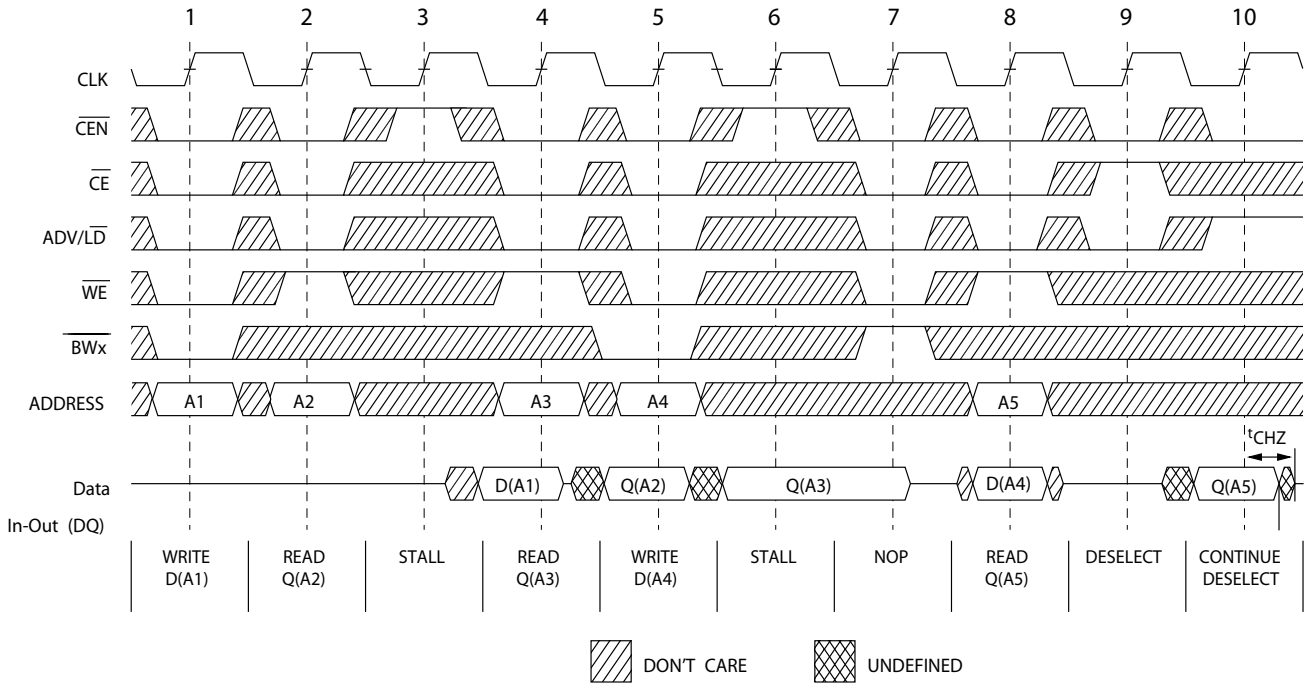 1 2 3 4 5 6 7 8 9 10
CLK
CEN
CE
ADV/LD
WE
BWx
ADDRESS A1 A2 A3 A4 A5
tCHZ
Data D(A1) Q(A2) Q(A3) D(A4) Q(A5)
In-Out (DQ)
WRITE READ STALL READ WRITE STALL NOP READ DESELECT CONTINUE
D(A1) Q(A2) Q(A3) D(A4) Q(A5) DESELECT
DON'T CARE UNDEFINED